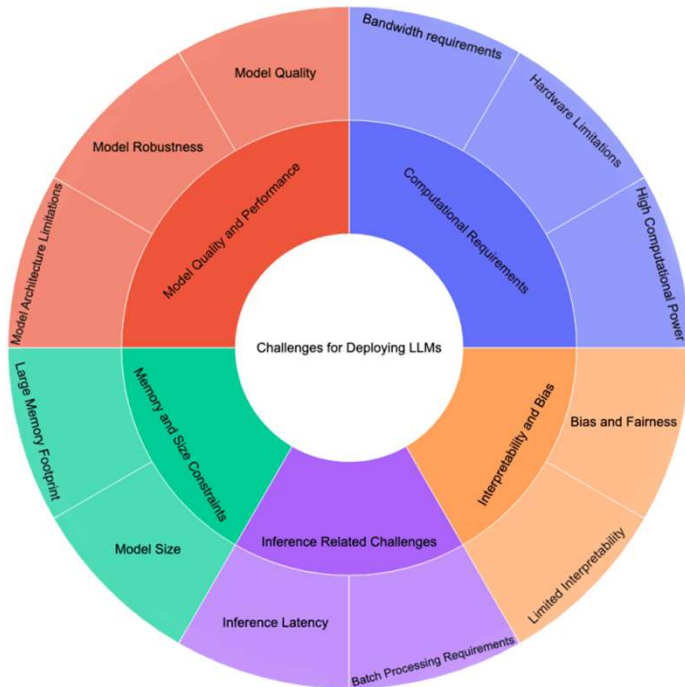 Challenges for Deploying LLMs
Computational Requirements
Bandwidth requirements
Hardware Limitations
High Computational Power
Interpretability and Bias
Bias and Fairness
Limited Interpretability
Inference Related Challenges
Batch Processing Requirements
Inference Latency
Memory and Size Constraints
Model Size
Large Memory Footprint
Model Quality and Performance
Model Architecture Limitations
Model Robustness
Model Quality